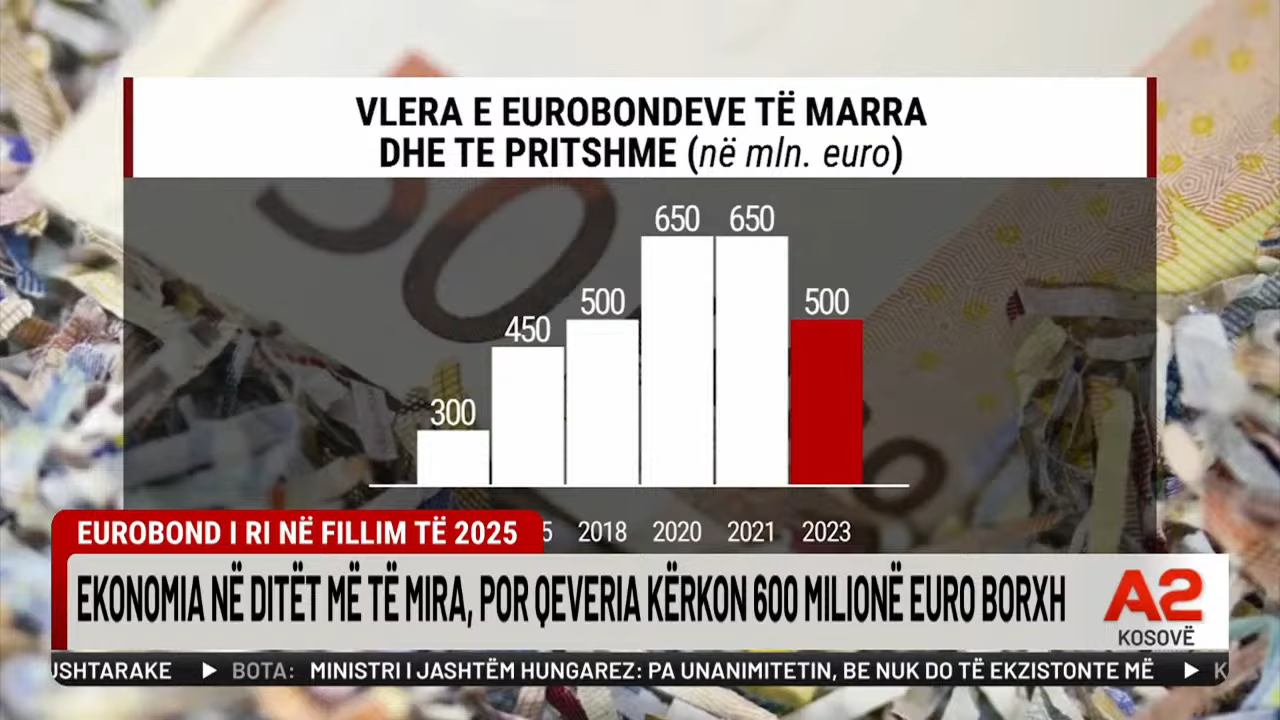 VLERA E EUROBONDEVE TË MARRA
DHE TE PRITSHME (në mln. euro)
300
450
500
650
650
500
5 2018 2020 2021 2023
EUROBOND I RI NË FILLIM TË 2025
EKONOMIA NË DITËT MË TË MIRA, POR QEVERIA KËRKON 600 MILIONË EURO BORXH
A2
KOSOVË
USHTARAKE ▶ BOTA: MINISTRI I JASHTËM HUNGAREZ: PA UNANIMITETIN, BE NUK DO TË EKZISTONTE MË ▶ K